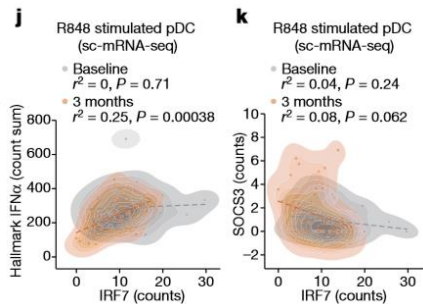 j
R848 stimulated pDC
(sc-mRNA-seq)
Baseline
r² = 0, P = 0.71
3 months
r² = 0.25, P = 0.00038
Hallmark IFNα (count sum)
800
600
400
200
0
0 10 20 30
IRF7 (counts)
k
R848 stimulated pDC
(sc-mRNA-seq)
Baseline
r² = 0.04, P = 0.24
3 months
r² = 0.08, P = 0.062
SOCS3 (counts)
10
8
6
4
2
0
−2
0 10 20 30
IRF7 (counts)